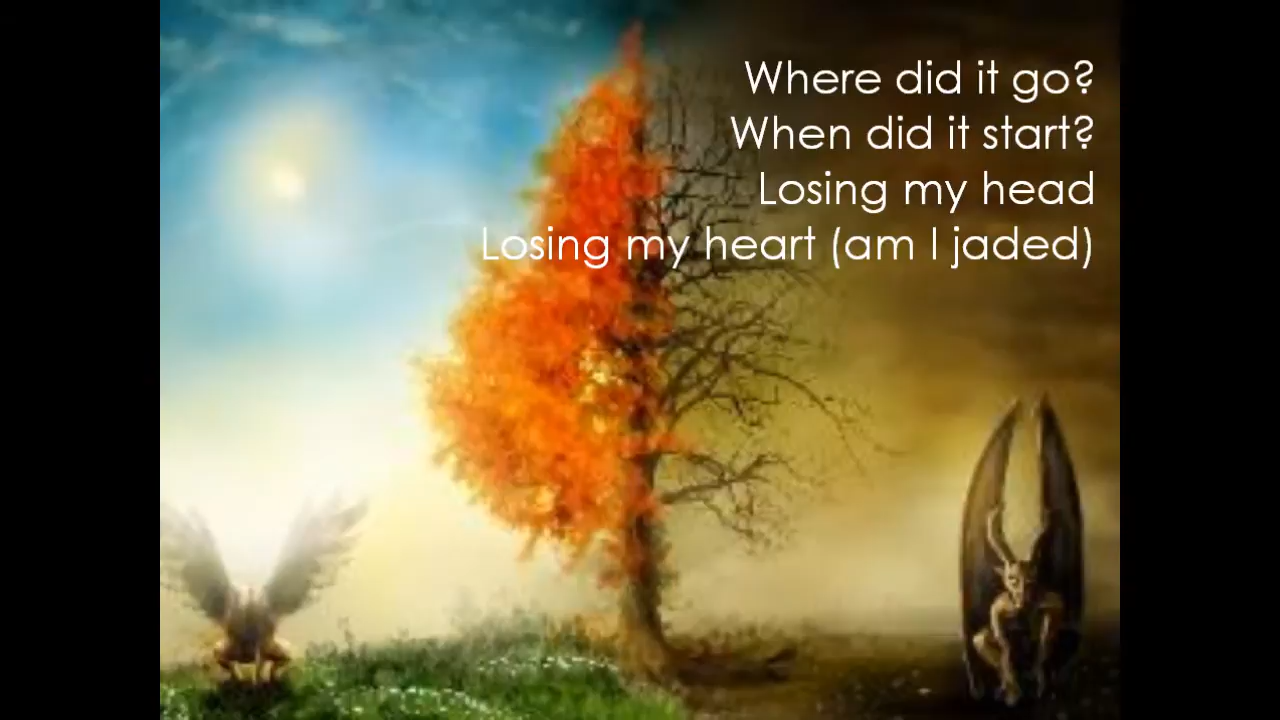 Where did it go?
When did it start?
Losing my head
Losing my heart (am I jaded)